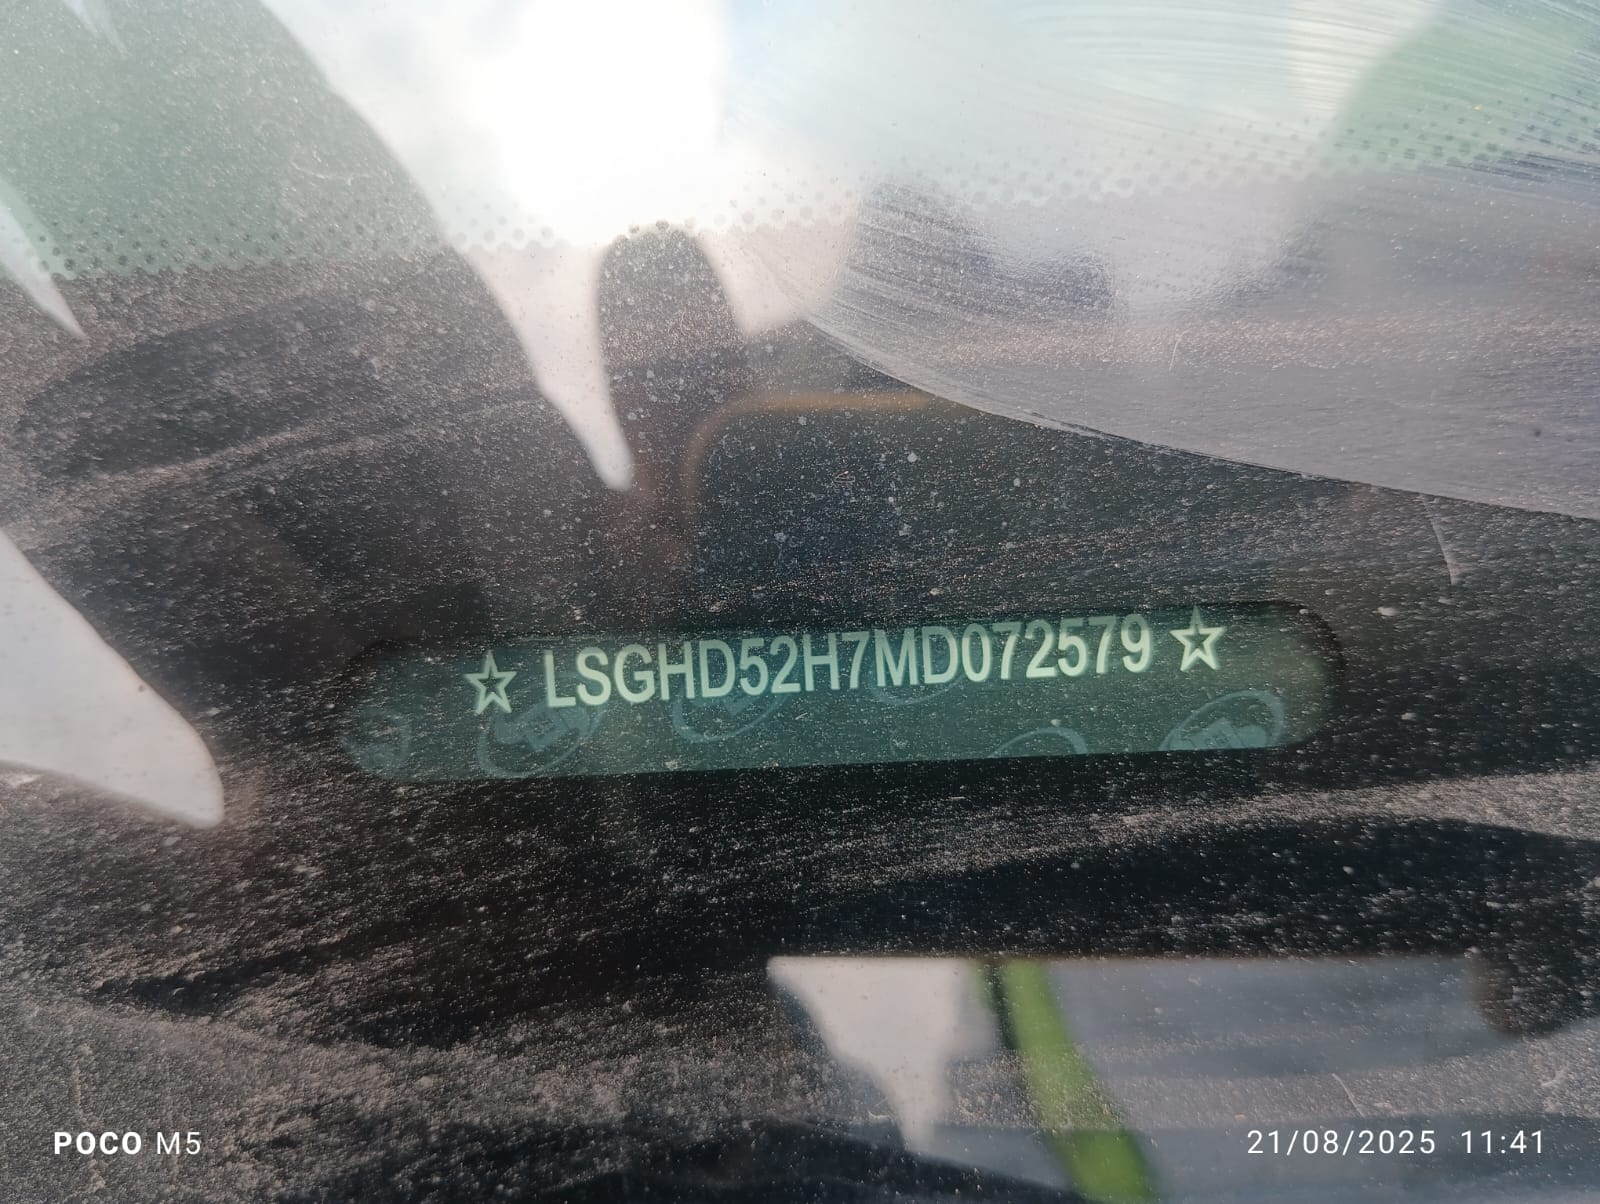 ☆ LSGHD52H7MD072579 ☆
POCO M5
21/08/2025 11:41